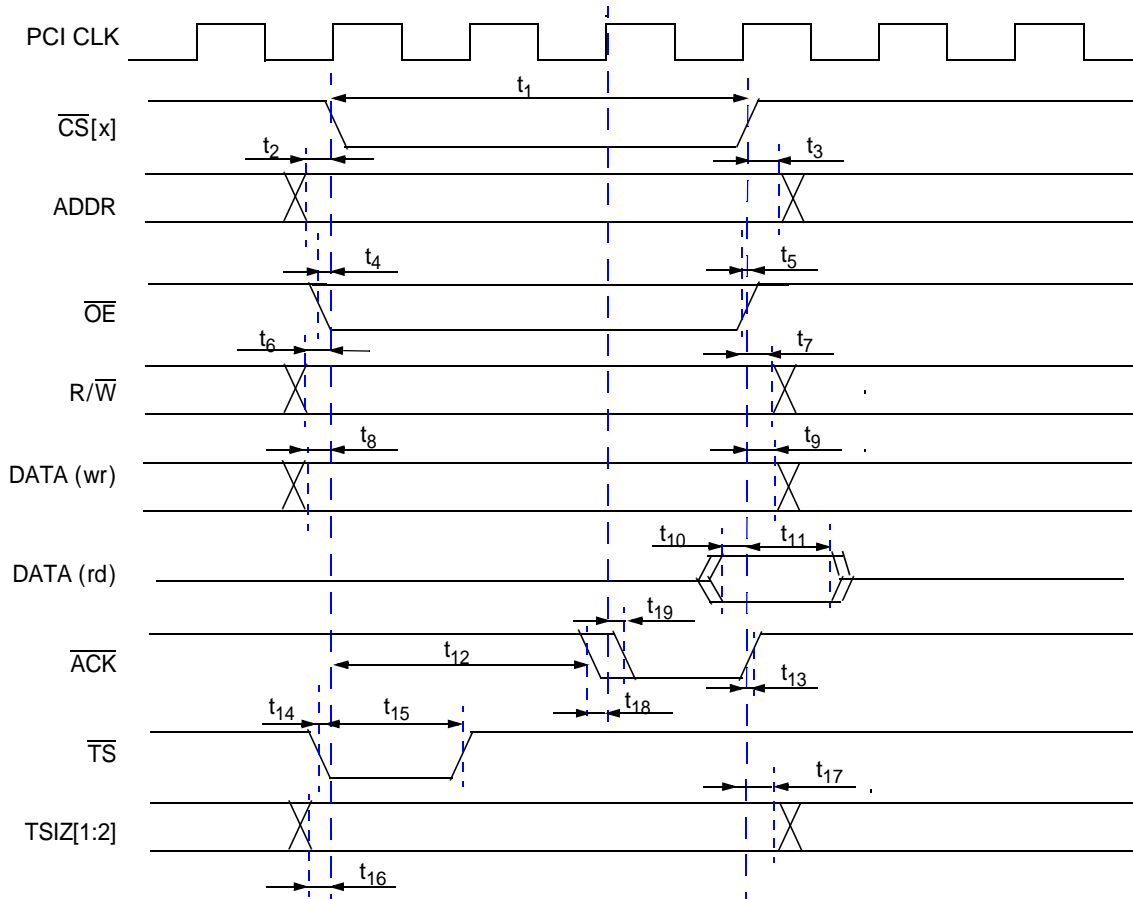 PCI CLK
t1
CS[x]
t2
t3
ADDR
t4
t5
OE
t6
t7
R/W
t8
t9
DATA (wr)
t10
t11
DATA (rd)
t19
ACK
t12
t13
t18
t14
t15
TS
t17
TSIZ[1:2]
t16